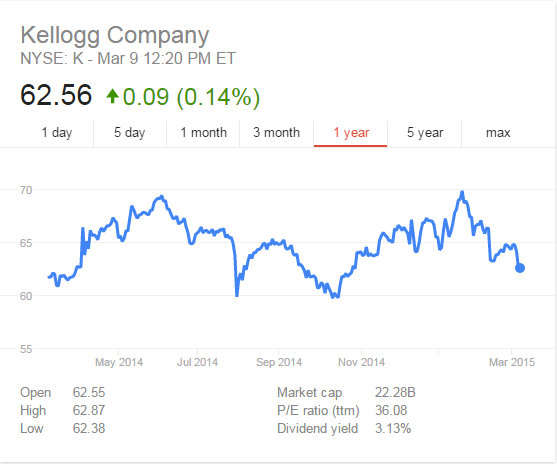 Kellogg Company
NYSE: K - Mar 9 12:20 PM ET
62.56 0.09 (0.14%)
1 day 5 day 1 month 3 month 1 year 5 year max
70
65
60
55
May 2014 Jul 2014 Sep 2014 Nov 2014 Mar 2015
Open 62.55 Market cap 22.28B
High 62.87 P/E ratio (ttm) 36.08
Low 62.38 Dividend yield 3.13%